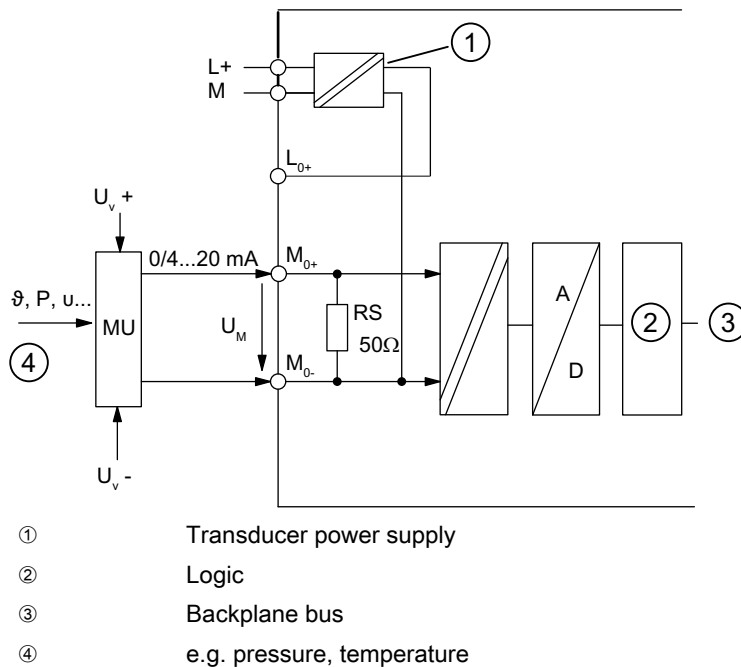 ①
L+
M
L0+
Uv +
0/4...20 mA
M0+
ϑ, P, υ...
MU
UM
RS
50Ω
A
D
②
③
④
M0-
Uv -
① Transducer power supply
② Logic
③ Backplane bus
④ e.g. pressure, temperature